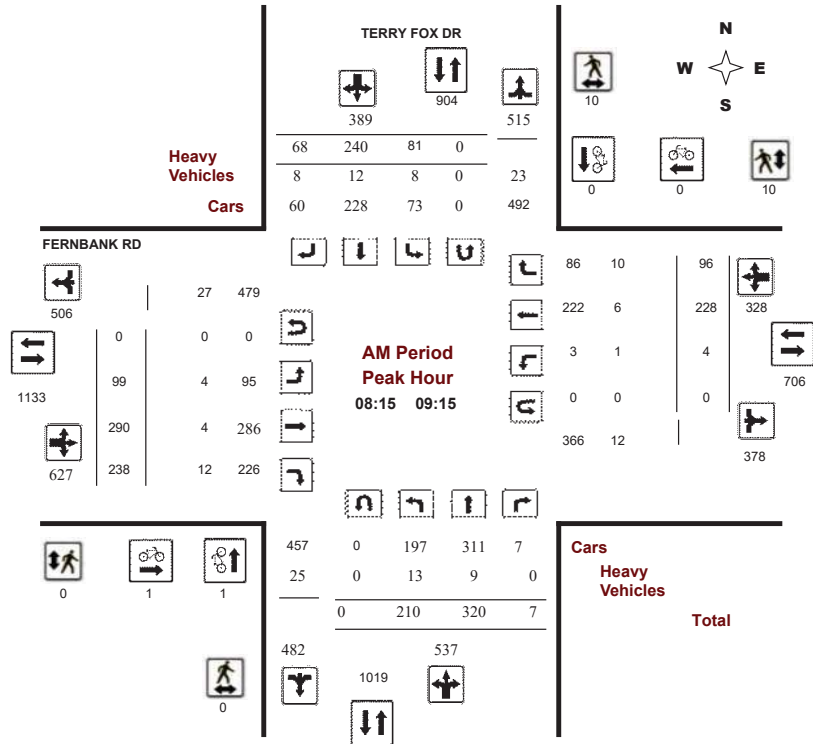 N
TERRY FOX DR
W E
904
S
10
389 515
68 240 81 0
Heavy
Vehicles
8 12 8 0 23
0 0 10
Cars 60 228 73 0 492
FERNBANK RD
86 10 96
506 27 479 328
222 6 228
0 0 0
AM Period
Peak Hour
3 1 4
706
1133 99 4 95
08:15 09:15
0 0 0
290 4 286
366 12 378
627 238 12 226
457 0 197 311 7 Cars
25 0 13 9 0 Heavy
Vehicles
0 1 1
0 210 320 7 Total
482 537
1019
0